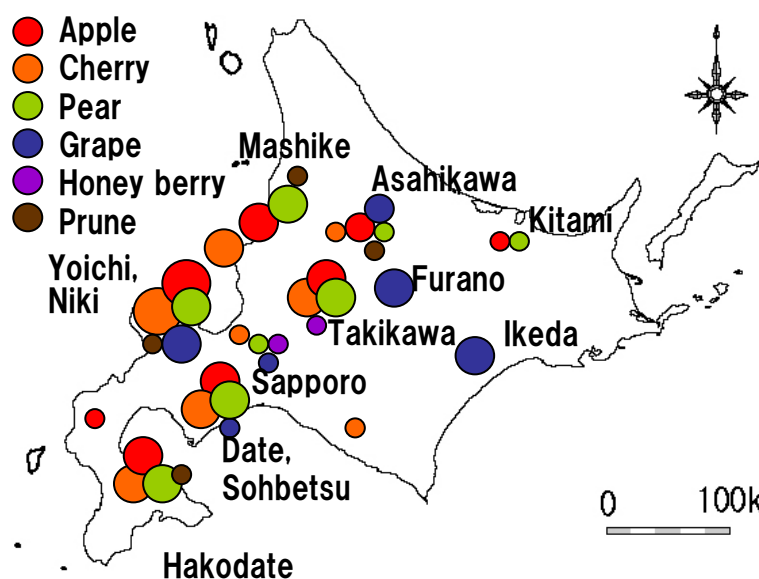 Apple
Cherry
Pear
Grape
Honey berry
Prune
Mashike
Asahikawa
Kitami
Yoichi,
Niki
Furano
Takikawa
Ikeda
Sapporo
Date,
Sohbetsu
Hakodate
0 100k